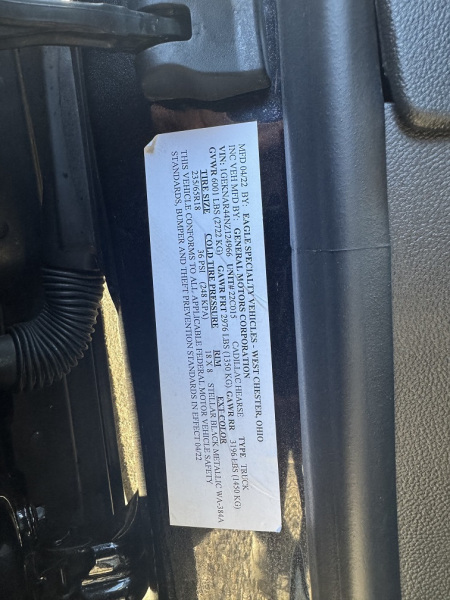 MFD 04/22 BY: EAGLE SPECIALTY VEHICLES - WEST CHESTER, OHIO
INC VEH MFD BY: GENERAL MOTORS CORPORATION
VIN: 1GEKNAR44NZ124966 UNIT# 22C015 CADILLAC HEARSE TYPE TRUCK
GVWR 6001 LBS (2722 KG) GAWR FRT 2976 LBS (1350 KG) GAWR RR 3196 LBS (1450 KG)
TIRE SIZE COLD TIRE PRESSURE RIM EXT COLOR
235/65R18 36 PSI (248 KPA) 18 X 8 STELLAR BLACK METALLIC WA-384A
THIS VEHICLE CONFORMS TO ALL APPLICABLE FEDERAL MOTOR VEHICLE SAFETY
STANDARDS, BUMPER AND THEFT PREVENTION STANDARDS IN EFFECT 04/22